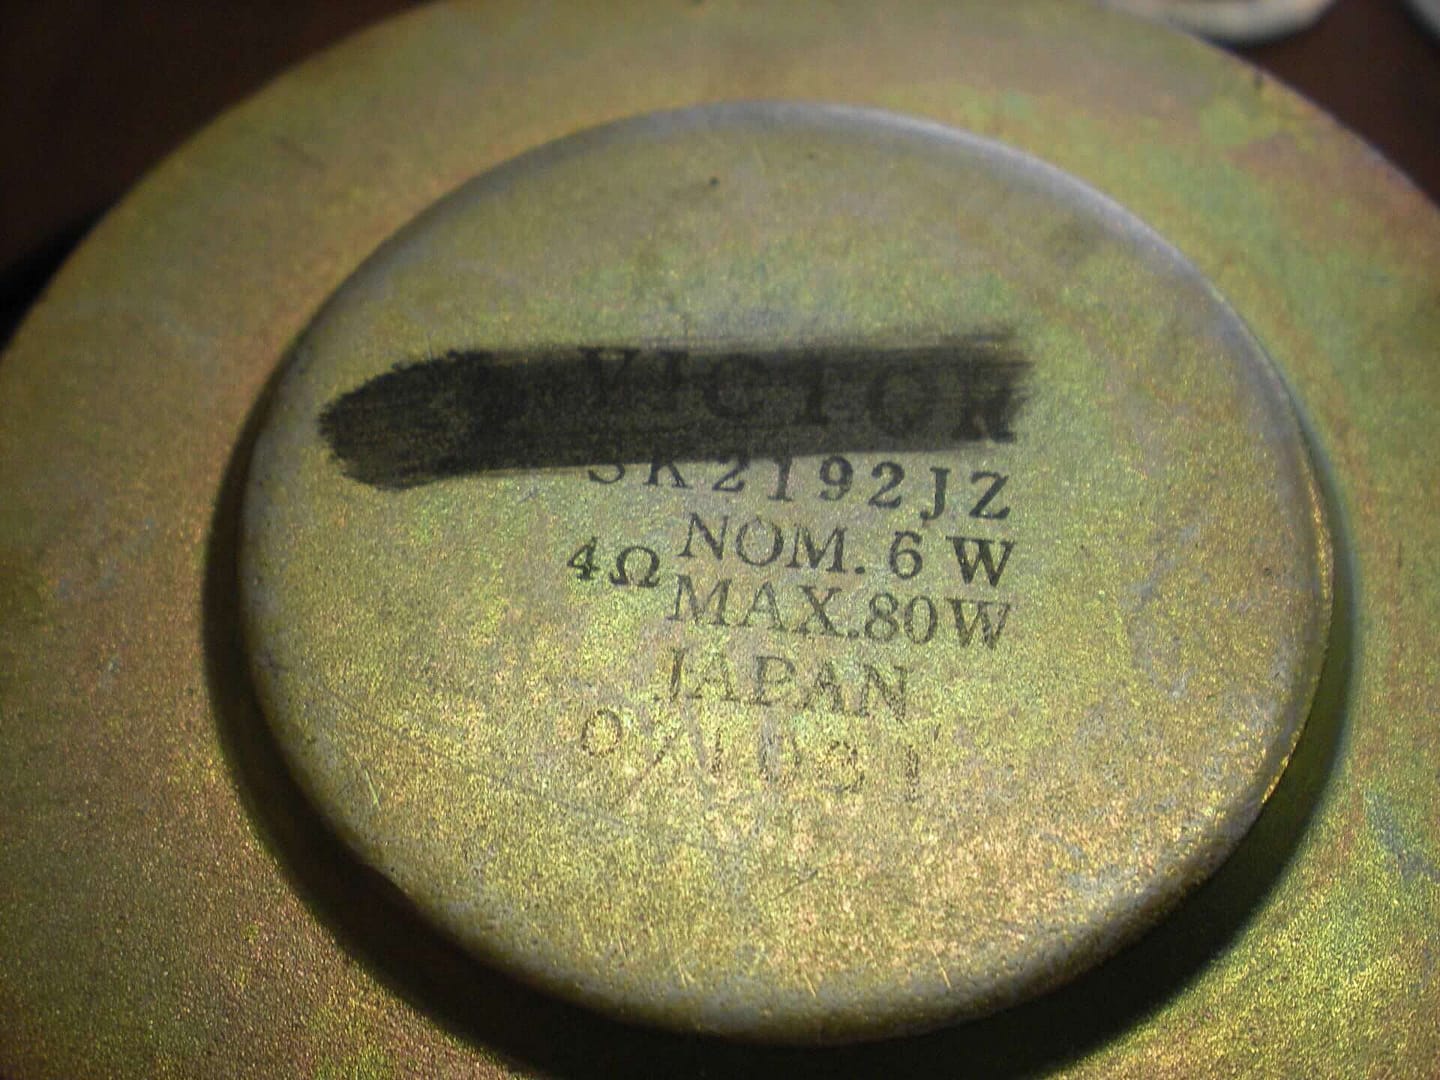 VICTOR
SK2192JZ
NOM. 6 W
4Ω
MAX.80W
JAPAN